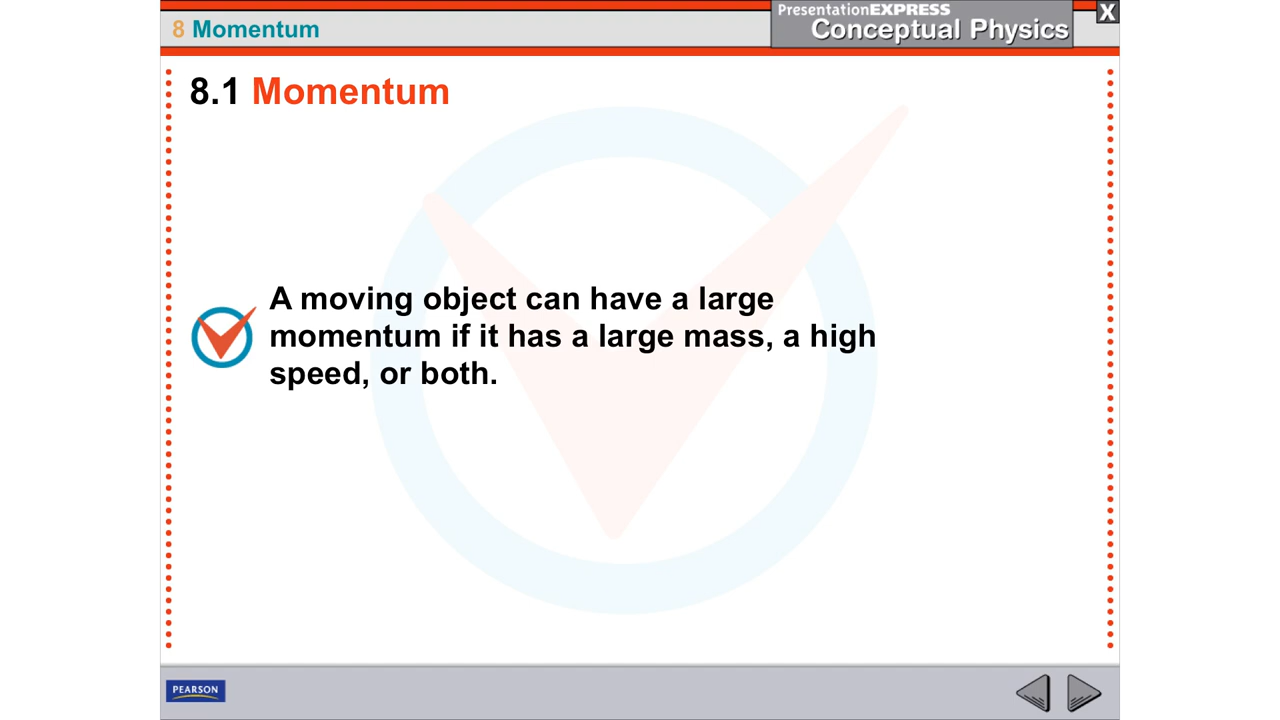 8 Momentum
PresentationEXPRESS
Conceptual Physics
X
8.1 Momentum
A moving object can have a large
momentum if it has a large mass, a high
speed, or both.
PEARSON